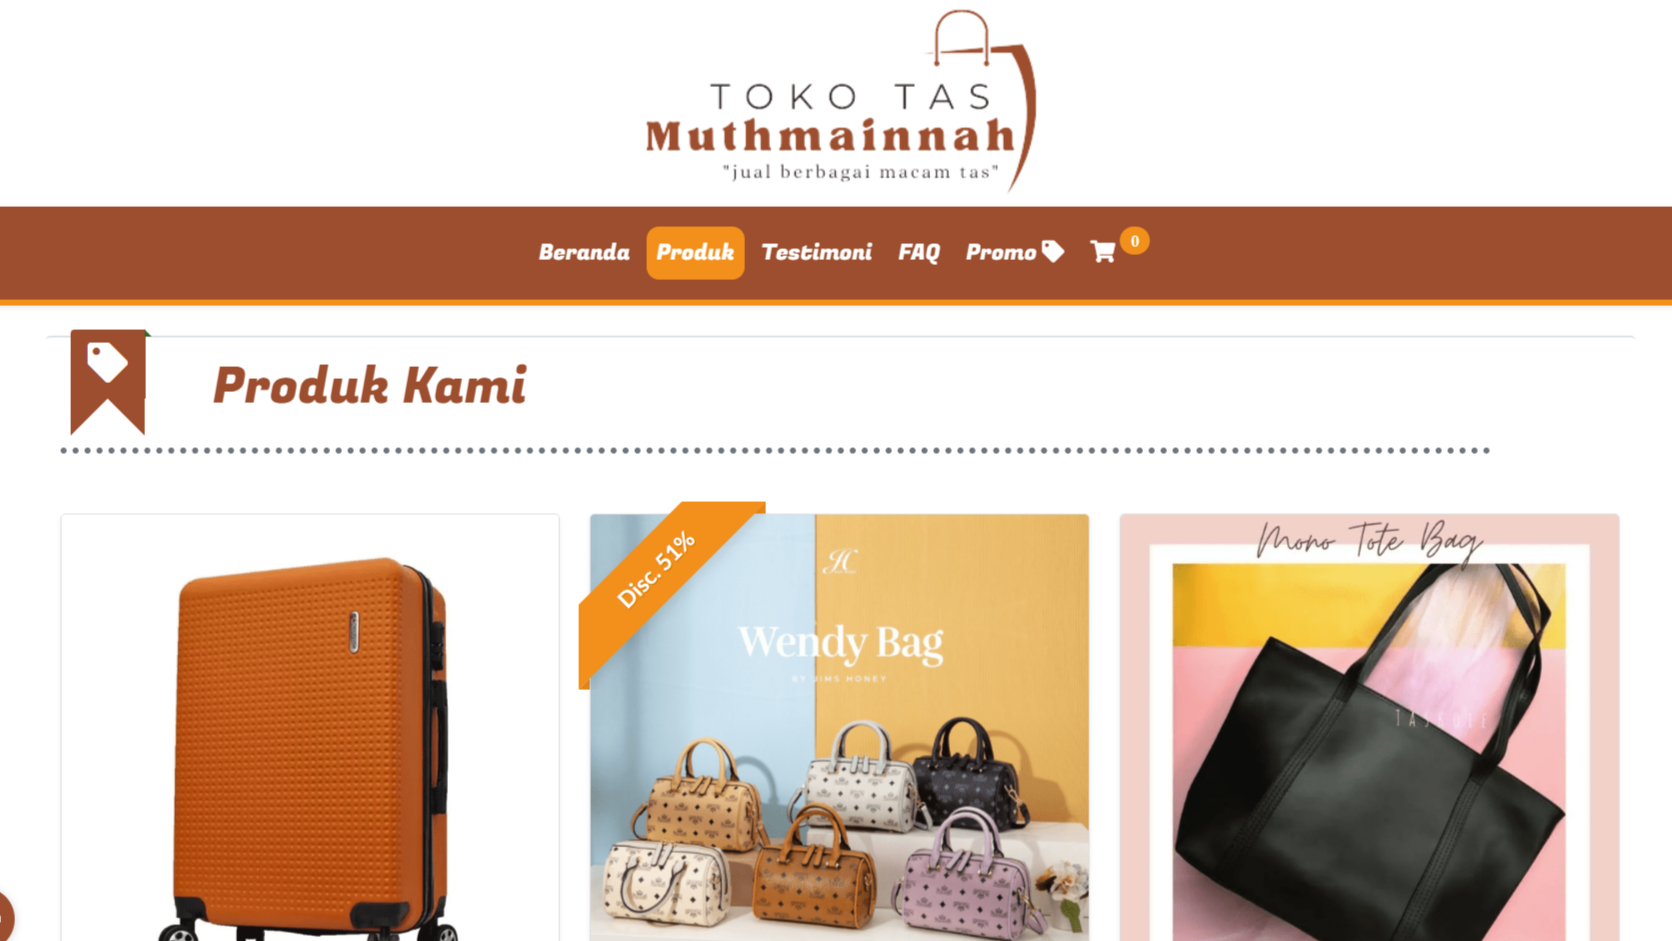 TOKO TAS
Muthmainnah
"jual berbagai macam tas"
Beranda
Produk
Testimoni
FAQ
Promo
0
Produk Kami
Disc. 51%
JH
Wendy Bag
BY JIMS HONEY
Mono Tote Bag